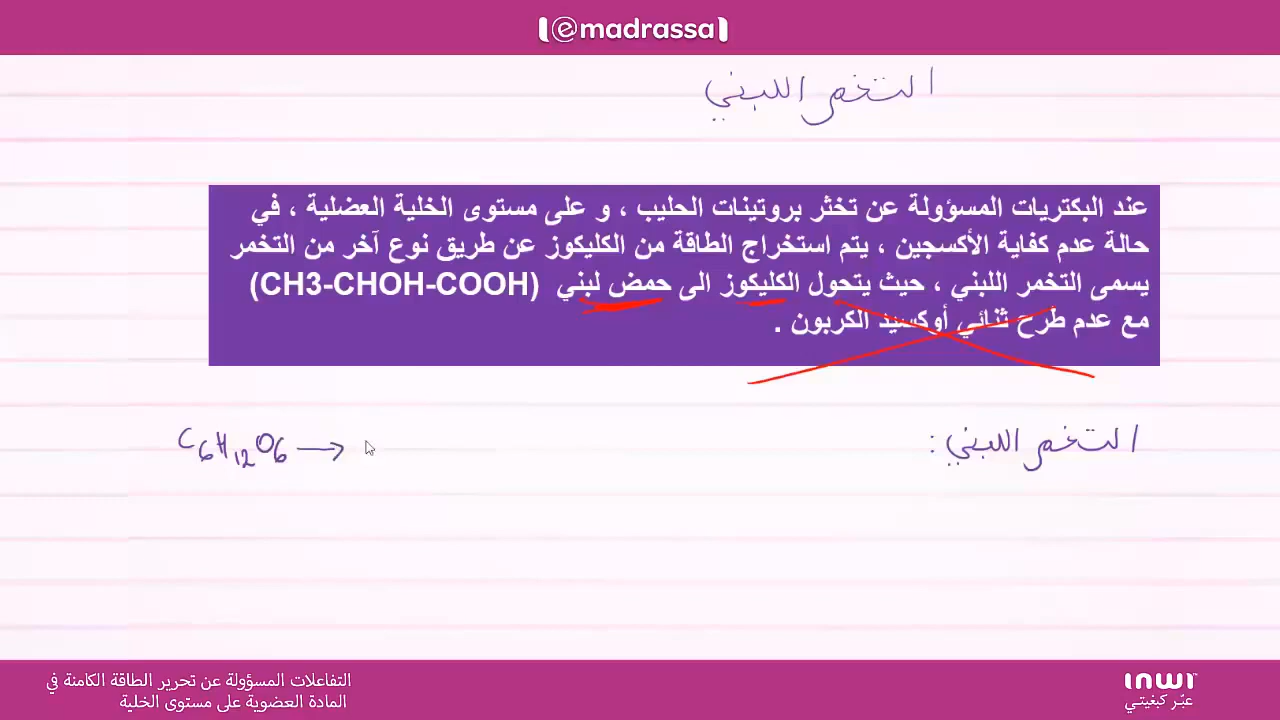 emadrassa
التخمر اللبني
عند البكتريات المسؤولة عن تخثر بروتينات الحليب ، و على مستوى الخلية العضلية ، في
حالة عدم كفاية الأكسجين ، يتم استخراج الطاقة من الكليكوز عن طريق نوع آخر من التخمر
يسمى التخمر اللبني ، حيث يتحول الكليكوز الى حمض لبني (CH3-CHOH-COOH)
مع عدم طرح ثنائي أوكسيد الكربون .
التخمر اللبني :
C6H12O6 →
التفاعلات المسؤولة عن تحرير الطاقة الكامنة في
المادة العضوية على مستوى الخلية
inwi
عبّر كبغيتي